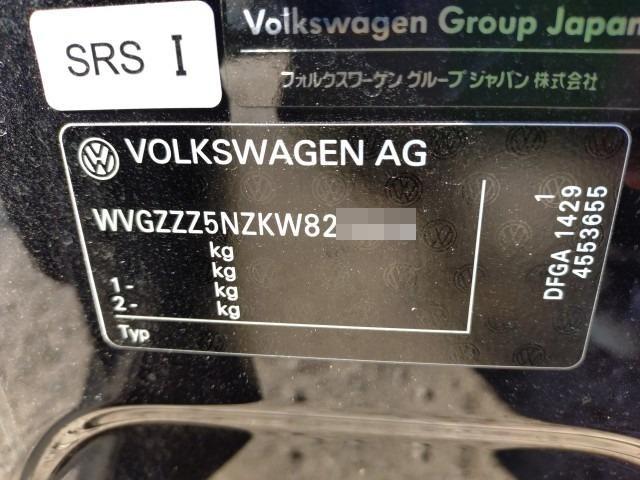 SRS I
Volkswagen Group Japan
フォルクスワーゲン グループ ジャパン 株式会社
VOLKSWAGEN AG
WVGZZZ5NZKW82
kg
kg
1- kg
2- kg
Typ
1
DFGA 1429
4553655